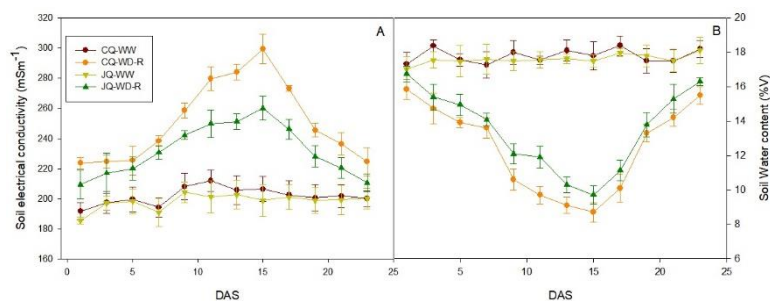 A
B
CQ-WW
CQ-WD-R
JQ-WW
JQ-WD-R
Soil electrical conductivity (mSm⁻¹)
320
300
280
260
240
220
200
180
160
0 5 10 15 20 25 5 10 15 20 25
DAS
DAS
20
18
16
14
12
10
8
6
Soil Water content (%V)